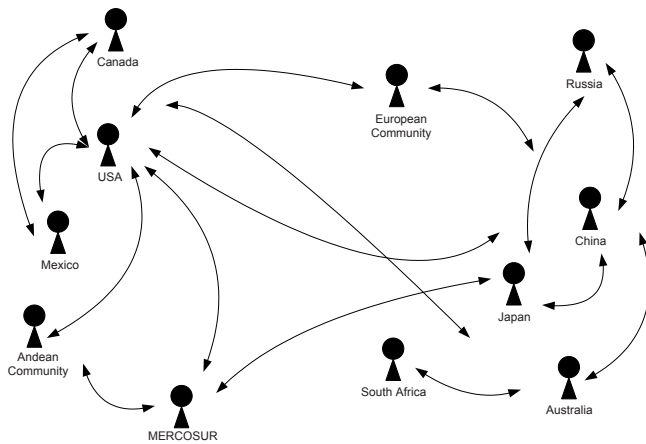 Canada
Russia
European
Community
USA
China
Mexico
Japan
Andean
Community
South Africa
Australia
MERCOSUR